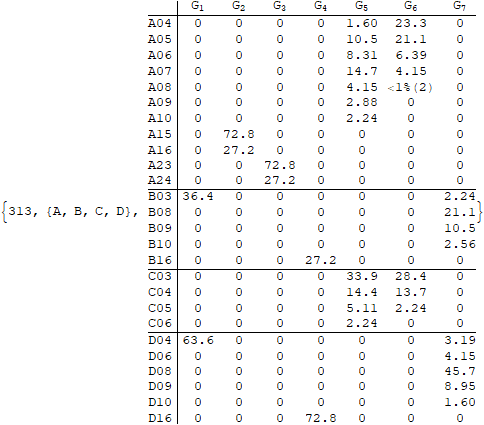 G1 G2 G3 G4 G5 G6 G7
A04 0 0 0 0 1.60 23.3 0
A05 0 0 0 0 10.5 21.1 0
A06 0 0 0 0 8.31 6.39 0
A07 0 0 0 0 14.7 4.15 0
A08 0 0 0 0 4.15 <1%(2) 0
A09 0 0 0 0 2.88 0 0
A10 0 0 0 0 2.24 0 0
A15 0 72.8 0 0 0 0 0
A16 0 27.2 0 0 0 0 0
A23 0 0 72.8 0 0 0 0
A24 0 0 27.2 0 0 0 0
B03 36.4 0 0 0 0 0 2.24
{313, {A, B, C, D}, B08 0 0 0 0 0 0 21.1}
B09 0 0 0 0 0 0 10.5
B10 0 0 0 0 0 0 2.56
B16 0 0 0 27.2 0 0 0
C03 0 0 0 0 33.9 28.4 0
C04 0 0 0 0 14.4 13.7 0
C05 0 0 0 0 5.11 2.24 0
C06 0 0 0 0 2.24 0 0
D04 63.6 0 0 0 0 0 3.19
D06 0 0 0 0 0 0 4.15
D08 0 0 0 0 0 0 45.7
D09 0 0 0 0 0 0 8.95
D10 0 0 0 0 0 0 1.60
D16 0 0 0 72.8 0 0 0